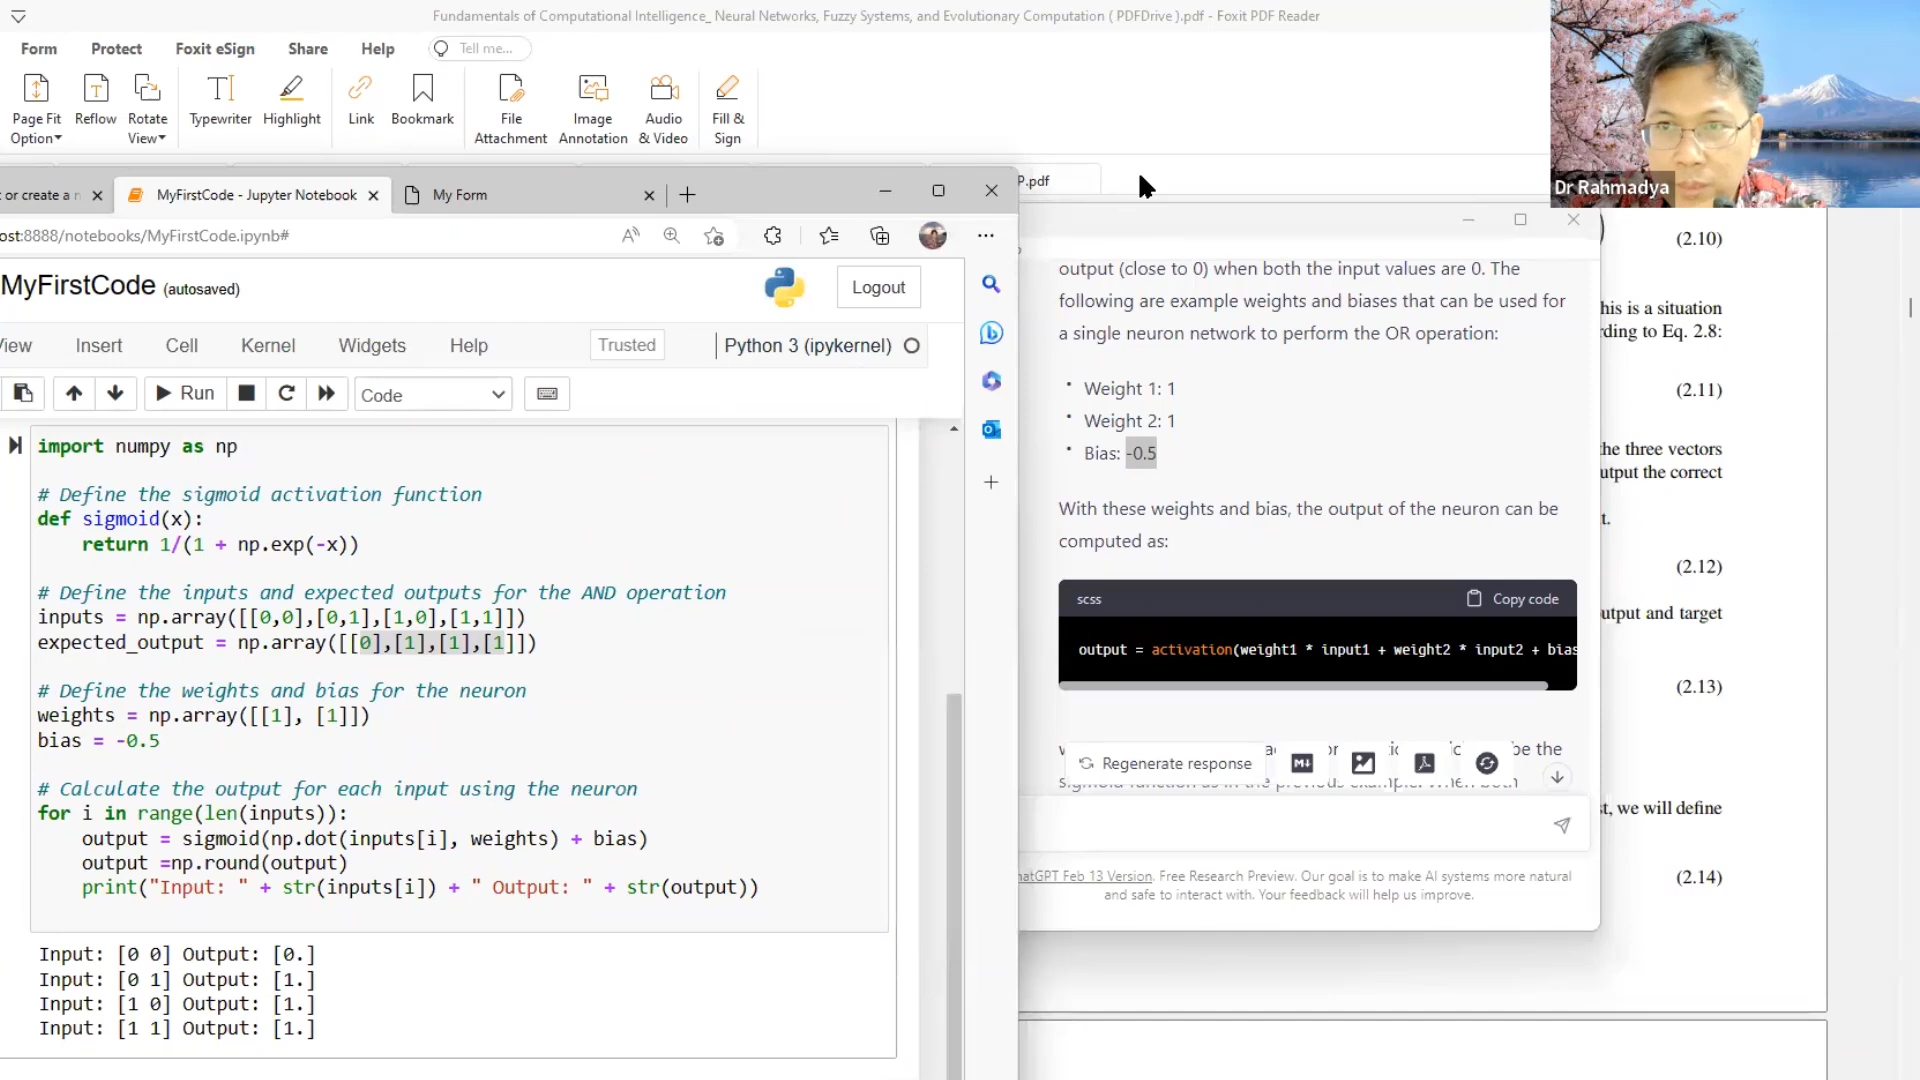 Fundamentals of Computational Intelligence_ Neural Networks, Fuzzy Systems, and Evolutionary Computation ( PDFDrive ).pdf - Foxit PDF Reader
Form Protect Foxit eSign Share Help Tell me...
Page Fit Option Reflow Rotate View Typewriter Highlight Link Bookmark File Attachment Image Annotation Audio & Video Fill & Sign
Dr Rahmadya
P.pdf
t or create a n MyFirstCode - Jupyter Notebook My Form
ost:8888/notebooks/MyFirstCode.ipynb#
MyFirstCode (autosaved)
Logout
View Insert Cell Kernel Widgets Help Trusted Python 3 (ipykernel)
Run Code
import numpy as np
# Define the sigmoid activation function
def sigmoid(x):
return 1/(1 + np.exp(-x))
# Define the inputs and expected outputs for the AND operation
inputs = np.array([[0,0],[0,1],[1,0],[1,1]])
expected_output = np.array([[0],[1],[1],[1]])
# Define the weights and bias for the neuron
weights = np.array([[1], [1]])
bias = -0.5
# Calculate the output for each input using the neuron
for i in range(len(inputs)):
output = sigmoid(np.dot(inputs[i], weights) + bias)
output =np.round(output)
print("Input: " + str(inputs[i]) + " Output: " + str(output))
Input: [0 0] Output: [0.]
Input: [0 1] Output: [1.]
Input: [1 0] Output: [1.]
Input: [1 1] Output: [1.]
output (close to 0) when both the input values are 0. The
following are example weights and biases that can be used for
a single neuron network to perform the OR operation:
• Weight 1: 1
• Weight 2: 1
• Bias: -0.5
With these weights and bias, the output of the neuron can be
computed as:
scss Copy code
output = activation(weight1 * input1 + weight2 * input2 + bias
be the
Regenerate response
sigmoid function as in the previous example. When both
hatGPT Feb 13 Version. Free Research Preview. Our goal is to make AI systems more natural
and safe to interact with. Your feedback will help us improve.
(2.10)
his is a situation
rding to Eq. 2.8:
(2.11)
he three vectors
utput the correct
t.
(2.12)
utput and target
(2.13)
t, we will define
(2.14)